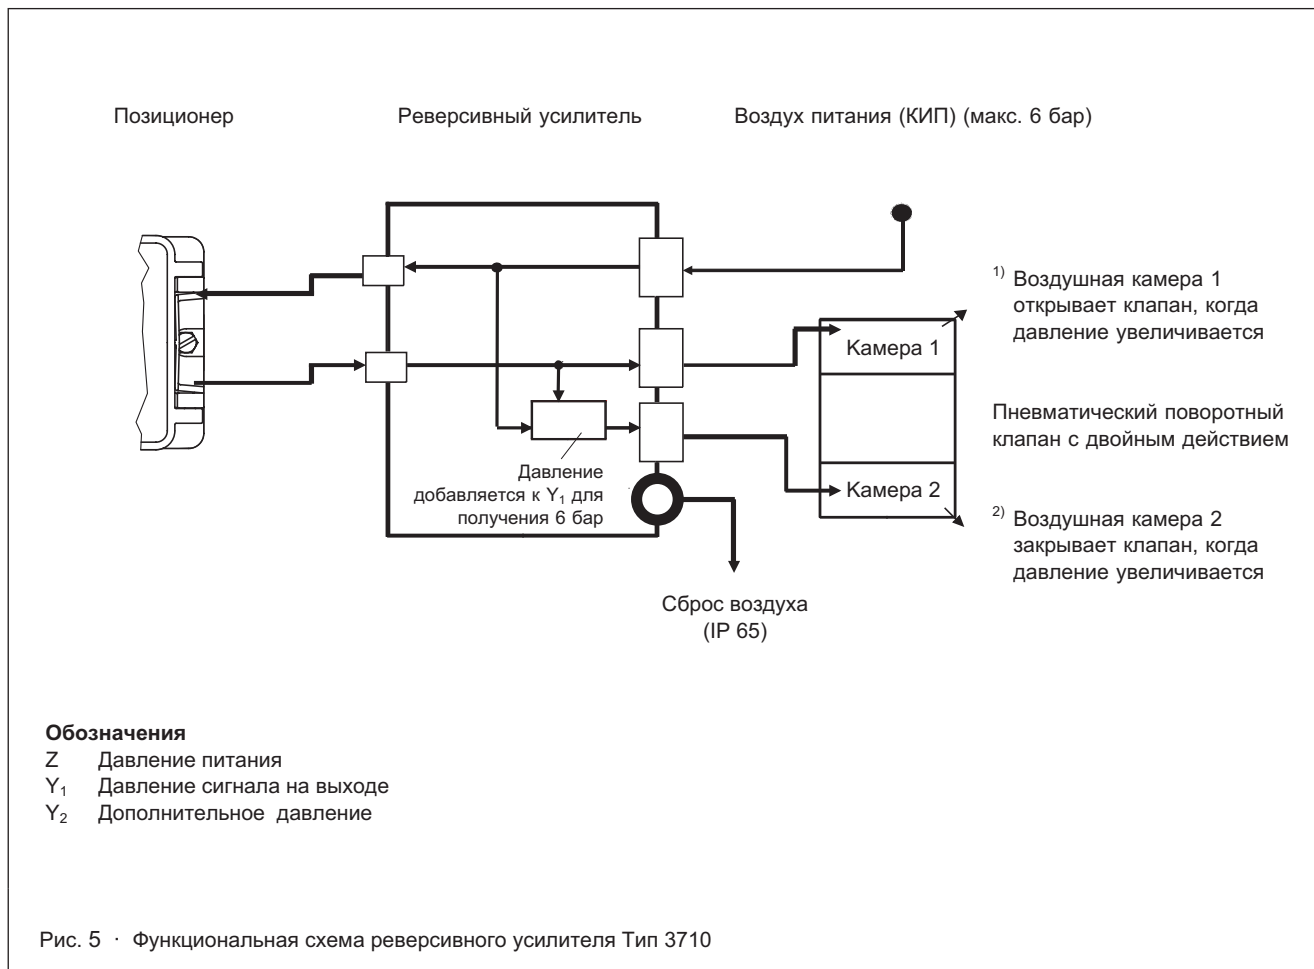 Позиционер
Реверсивный усилитель
Воздух питания (КИП) (макс. 6 бар)
1) Воздушная камера 1
открывает клапан, когда
давление увеличивается
Камера 1
Пневматический поворотный
клапан с двойным действием
Давление
добавляется к Y₁ для
получения 6 бар
Камера 2
2) Воздушная камера 2
закрывает клапан, когда
давление увеличивается
Сброс воздуха
(IP 65)
Обозначения
Z Давление питания
Y₁ Давление сигнала на выходе
Y₂ Дополнительное давление
Рис. 5 · Функциональная схема реверсивного усилителя Тип 3710